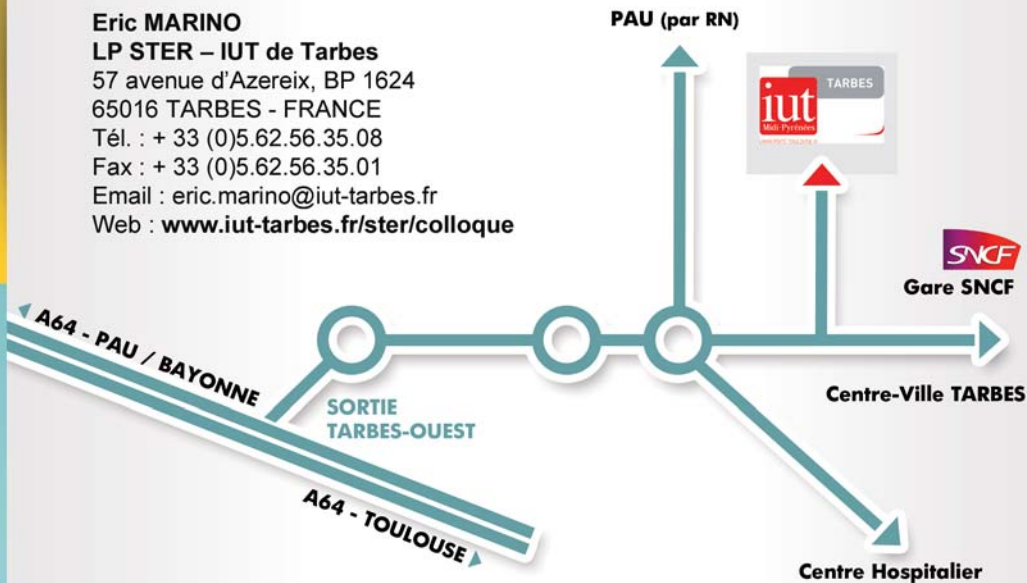 Eric MARINO
LP STER – IUT de Tarbes
57 avenue d'Azereix, BP 1624
65016 TARBES - FRANCE
Tél. : + 33 (0)5.62.56.35.08
Fax : + 33 (0)5.62.56.35.01
Email : eric.marino@iut-tarbes.fr
Web : www.iut-tarbes.fr/ster/colloque
PAU (par RN)
TARBES
iut
Midi-Pyrénées
SNCF
Gare SNCF
A64 - PAU / BAYONNE
SORTIE
TARBES-OUEST
Centre-Ville TARBES
A64 - TOULOUSE
Centre Hospitalier